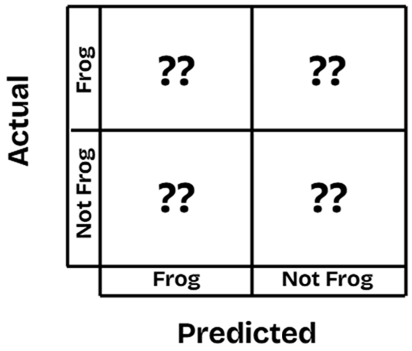 Actual
Frog
?? ??
Not Frog
?? ??
Frog Not Frog
Predicted